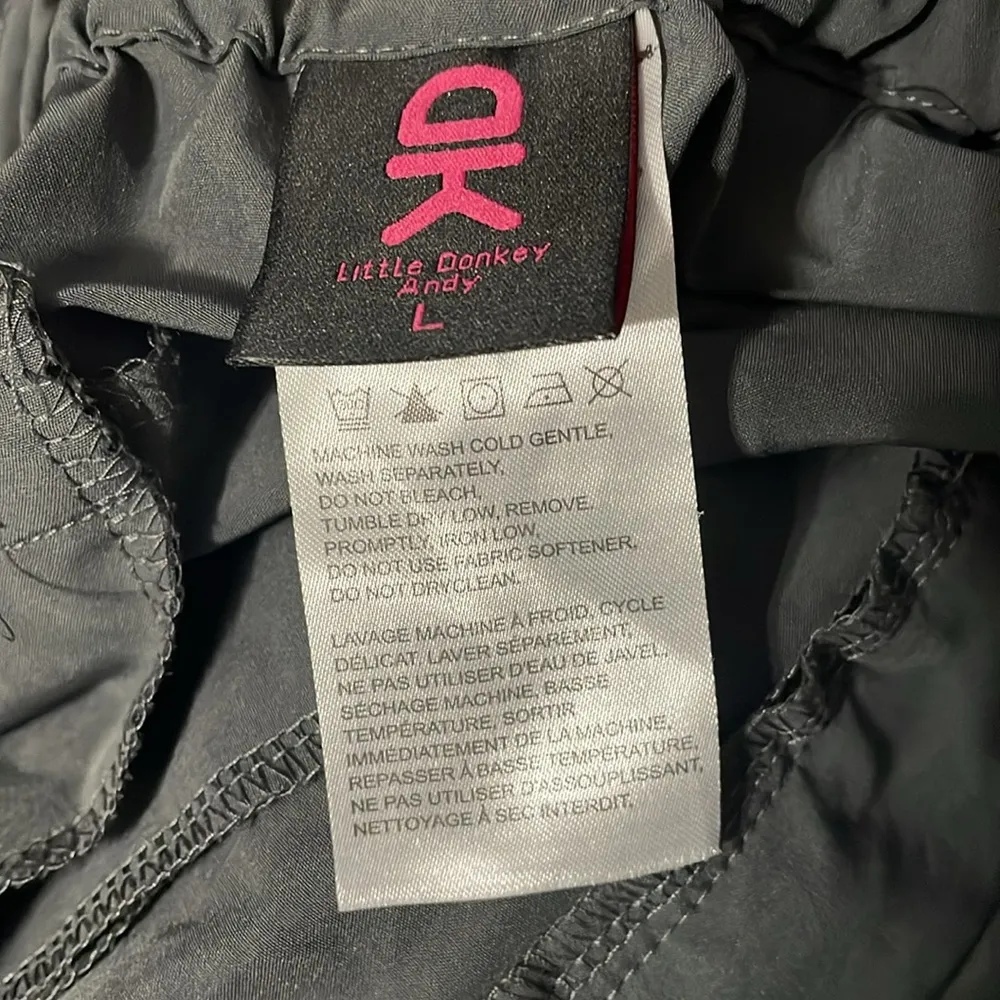 DK
Little Donkey
Andy
L
MACHINE WASH COLD GENTLE,
WASH SEPARATELY,
DO NOT BLEACH,
TUMBLE DRY LOW, REMOVE.
PROMPTLY, IRON LOW,
DO NOT USE FABRIC SOFTENER,
DO NOT DRYCLEAN.
LAVAGE MACHINE À FROID, CYCLE
DÉLICAT, LAVER SÉPAREMENT,
NE PAS UTILISER D'EAU DE JAVEL,
SÉCHAGE MACHINE, BASSE
TEMPÉRATURE, SORTIR
IMMÉDIATEMENT DE LA MACHINE,
REPASSER À BASSE TEMPÉRATURE,
NE PAS UTILISER D'ASSOUPLISSANT,
NETTOYAGE À SEC INTERDIT.